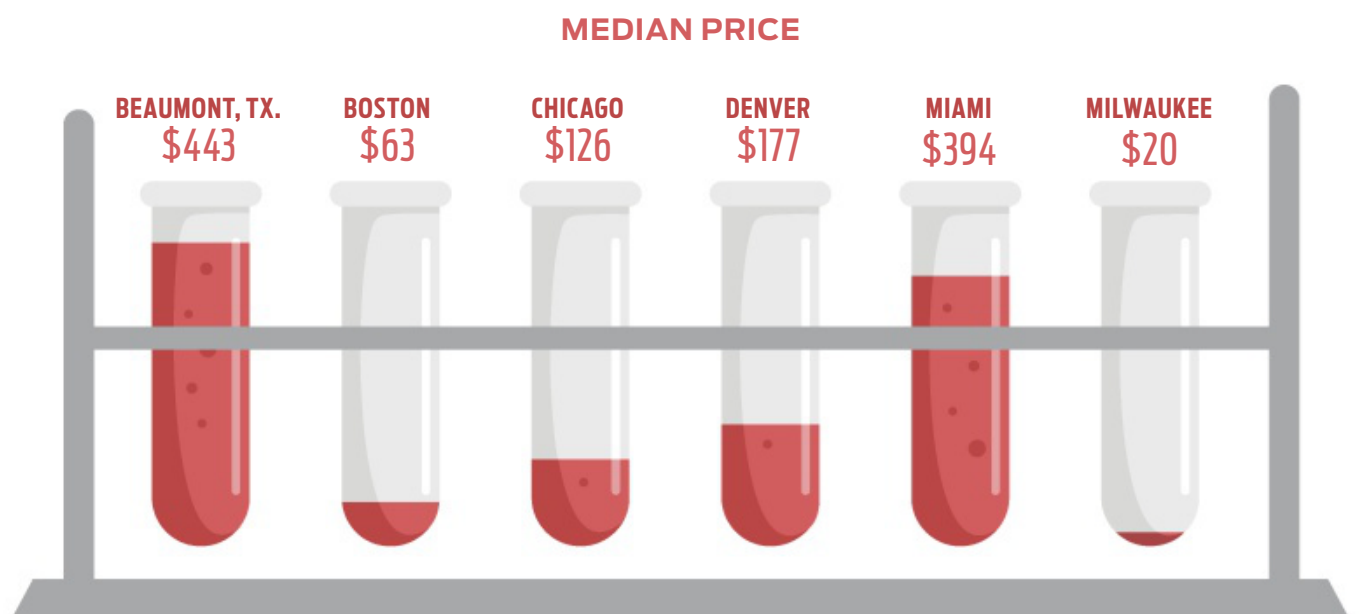 MEDIAN PRICE
BEAUMONT, TX.
$443
BOSTON
$63
CHICAGO
$126
DENVER
$177
MIAMI
$394
MILWAUKEE
$20